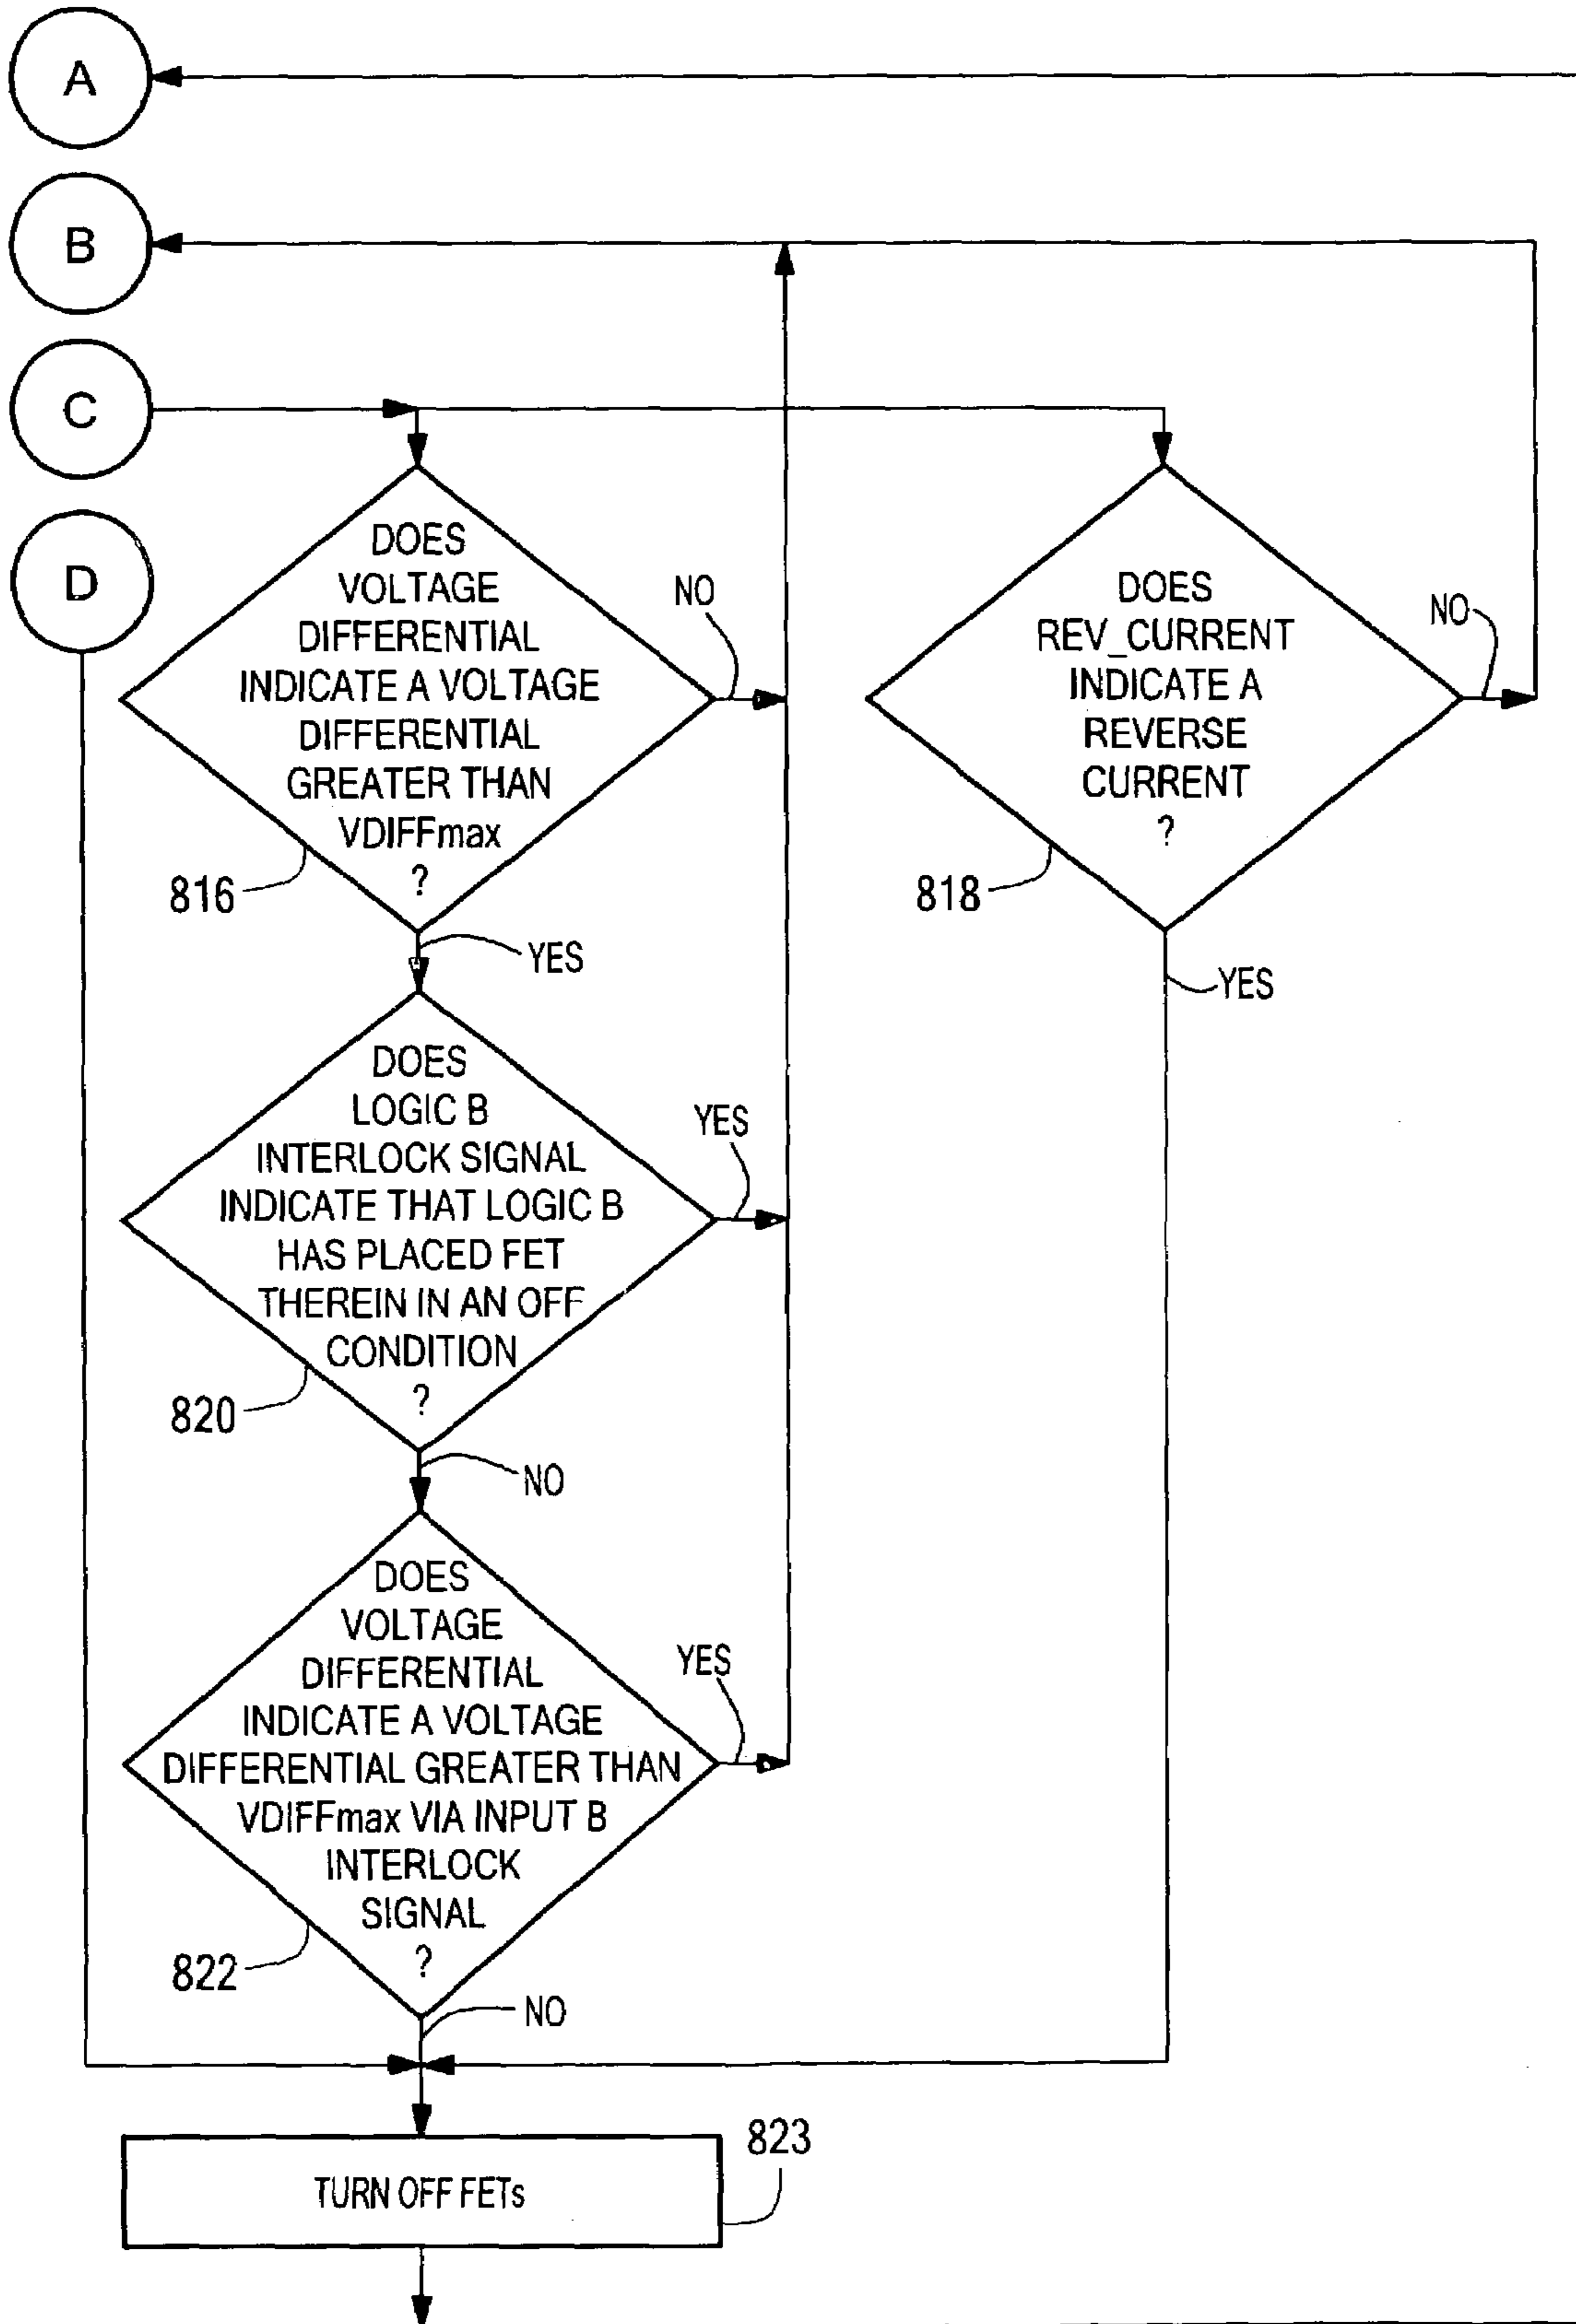 A
B
C
D
DOES
VOLTAGE
DIFFERENTIAL
INDICATE A VOLTAGE
DIFFERENTIAL
GREATER THAN
VDIFFmax
?
816
NO
YES
DOES
REV_CURRENT
INDICATE A
REVERSE
CURRENT
?
818
NO
YES
DOES
LOGIC B
INTERLOCK SIGNAL
INDICATE THAT LOGIC B
HAS PLACED FET
THEREIN IN AN OFF
CONDITION
?
820
YES
NO
DOES
VOLTAGE
DIFFERENTIAL
INDICATE A VOLTAGE
DIFFERENTIAL GREATER THAN
VDIFFmax VIA INPUT B
INTERLOCK
SIGNAL
?
822
YES
NO
TURN OFF FETs
823